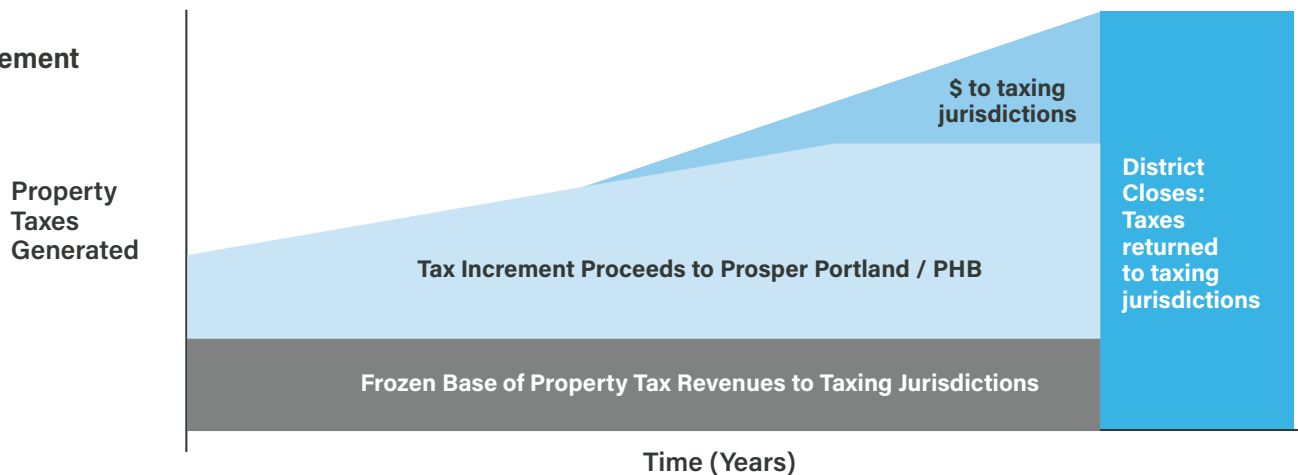 $ to taxing
jurisdictions
Property
Taxes
Generated
District
Closes:
Taxes
returned
to taxing
jurisdictions
Tax Increment Proceeds to Prosper Portland / PHB
Frozen Base of Property Tax Revenues to Taxing Jurisdictions
Time (Years)